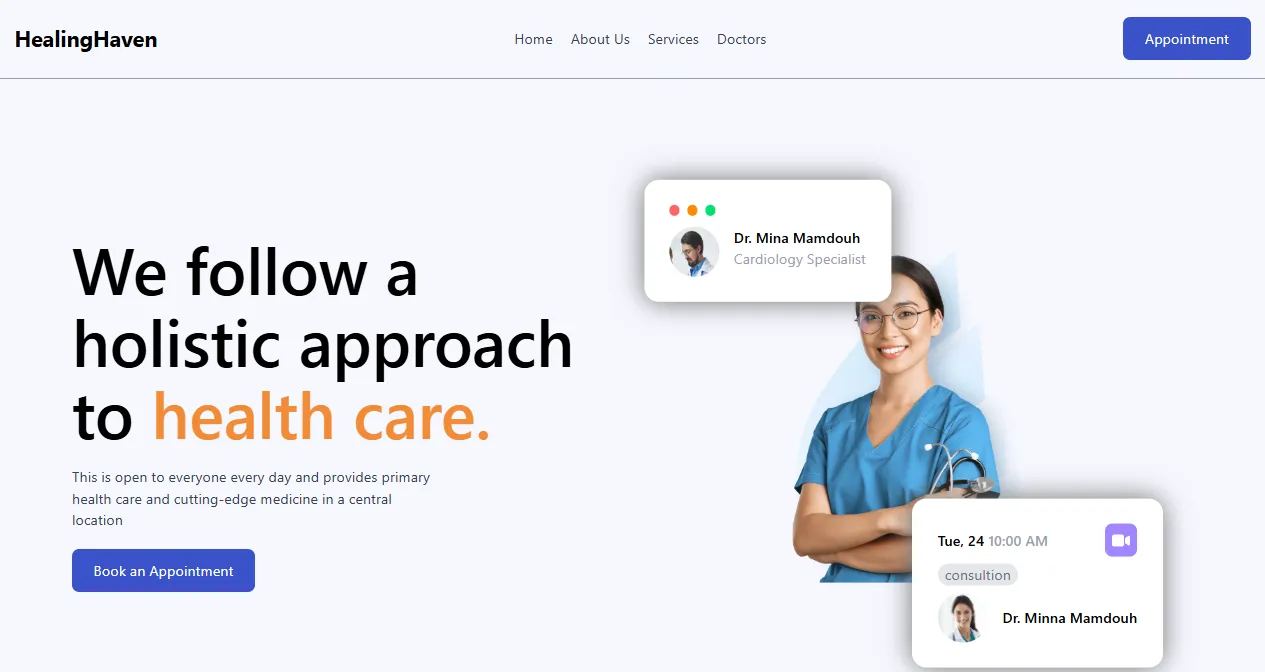 HealingHaven
Home About Us Services Doctors
Appointment
We follow a
holistic approach
to health care.
This is open to everyone every day and provides primary
health care and cutting-edge medicine in a central
location
Book an Appointment
Dr. Mina Mamdouh
Cardiology Specialist
Tue, 24 10:00 AM
consultion
Dr. Minna Mamdouh